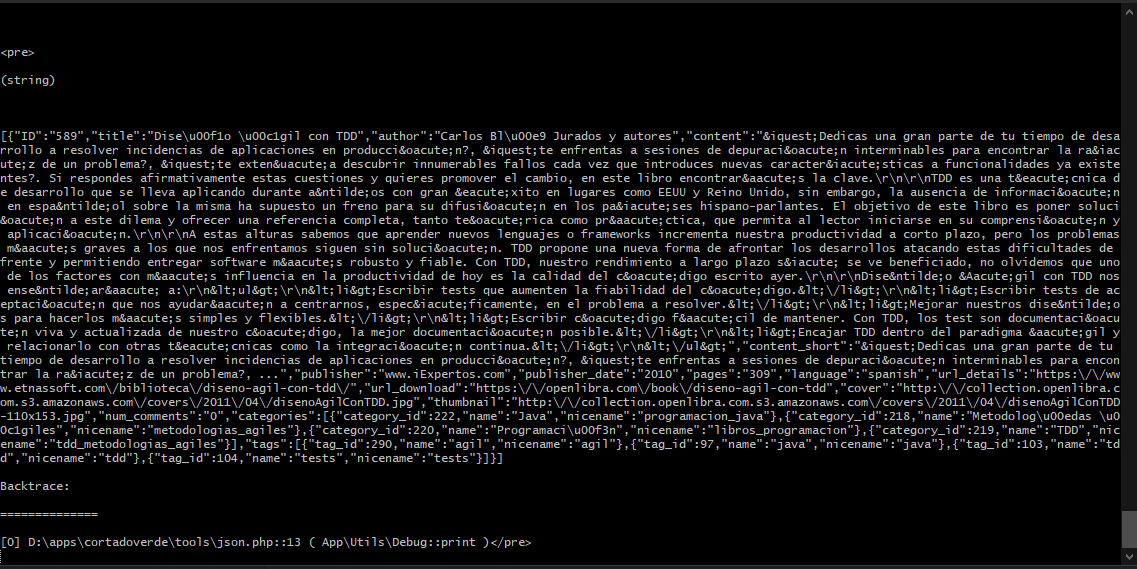 <pre>
(string)
[{"ID":"589","title":"Dise\u00f1o \u00c1gil con TDD","author":"Carlos Bl\u00e9 Jurados y autores","content":"&iquest;Dedicas una gran parte de tu tiempo de desa
rrollo a resolver incidencias de aplicaciones en producci&oacute;n?, &iquest;te enfrentas a sesiones de depuraci&oacute;n interminables para encontrar la ra&iac
ute;z de un problema?, &iquest;te exten&uacute;a descubrir innumerables fallos cada vez que introduces nuevas caracter&iacute;sticas a funcionalidades ya existe
ntes?. Si respondes afirmativamente estas cuestiones y quieres promover el cambio, en este libro encontrar&aacute;s la clave.\r\n\r\nTDD es una t&eacute;cnica d
e desarrollo que se lleva aplicando durante a&ntilde;os con gran &eacute;xito en lugares como EEUU y Reino Unido, sin embargo, la ausencia de informaci&oacute;n
 en espa&ntilde;ol sobre la misma ha supuesto un freno para su difusi&oacute;n en los pa&iacute;ses hispano-parlantes. El objetivo de este libro es poner soluci
&oacute;n a este dilema y ofrecer una referencia completa, tanto te&oacute;rica como pr&aacute;ctica, que permita al lector iniciarse en su comprensi&oacute;n y
 aplicaci&oacute;n.\r\n\r\nA estas alturas sabemos que aprender nuevos lenguajes o frameworks incrementa nuestra productividad a corto plazo, pero los problemas
 m&aacute;s graves a los que nos enfrentamos siguen sin soluci&oacute;n. TDD propone una nueva forma de afrontar los desarrollos atacando estas dificultades de
frente y permitiendo entregar software m&aacute;s robusto y fiable. Con TDD, nuestro rendimiento a largo plazo s&iacute; se ve beneficiado, no olvidemos que uno
 de los factores con m&aacute;s influencia en la productividad de hoy es la calidad del c&oacute;digo escrito ayer.\r\n\r\nDise&ntilde;o &Aacute;gil con TDD nos
 ense&ntilde;ar&aacute; a:\r\n&lt;ul&gt;\r\n&lt;li&gt;Escribir tests que aumenten la fiabilidad del c&oacute;digo.&lt;\/li&gt;\r\n&lt;li&gt;Escribir tests de ac
eptaci&oacute;n que nos ayudar&aacute;n a centrarnos, espec&iacute;ficamente, en el problema a resolver.&lt;\/li&gt;\r\n&lt;li&gt;Mejorar nuestros dise&ntilde;o
s para hacerlos m&aacute;s simples y flexibles.&lt;\/li&gt;\r\n&lt;li&gt;Escribir c&oacute;digo f&aacute;cil de mantener. Con TDD, los test son documentaci&oacu
te;n viva y actualizada de nuestro c&oacute;digo, la mejor documentaci&oacute;n posible.&lt;\/li&gt;\r\n&lt;li&gt;Encajar TDD dentro del paradigma &aacute;gil y
 relacionarlo con otras t&eacute;cnicas como la integraci&oacute;n continua.&lt;\/li&gt;\r\n&lt;\/ul&gt;","content_short":"&iquest;Dedicas una gran parte de tu
tiempo de desarrollo a resolver incidencias de aplicaciones en producci&oacute;n?, &iquest;te enfrentas a sesiones de depuraci&oacute;n interminables para encon
trar la ra&iacute;z de un problema?, ...","publisher":"www.iExpertos.com","publisher_date":"2010","pages":"309","language":"spanish","url_details":"https:\/\/ww
w.etnassoft.com\/biblioteca\/diseno-agil-con-tdd\/","url_download":"https:\/\/openlibra.com\/book\/diseno-agil-con-tdd","cover":"http:\/\/collection.openlibra.c
om.s3.amazonaws.com\/covers\/2011\/04\/disenoAgilConTDD.jpg","thumbnail":"http:\/\/collection.openlibra.com.s3.amazonaws.com\/covers\/2011\/04\/disenoAgilConTDD
-110x153.jpg","num_comments":"0","categories":[{"category_id":222,"name":"Java","nicename":"programacion_java"},{"category_id":218,"name":"Metodolog\u00edas \u0
0c1giles","nicename":"metodologias_agiles"},{"category_id":220,"name":"Programaci\u00f3n","nicename":"libros_programacion"},{"category_id":219,"name":"TDD","nic
ename":"tdd_metodologias_agiles"}],"tags":[{"tag_id":290,"name":"agil","nicename":"agil"},{"tag_id":97,"name":"java","nicename":"java"},{"tag_id":103,"name":"td
d","nicename":"tdd"},{"tag_id":104,"name":"tests","nicename":"tests"}]}]
Backtrace:
==============
[0] D:\apps\cortadoverde\tools\json.php::13 ( App\Utils\Debug::print )</pre>